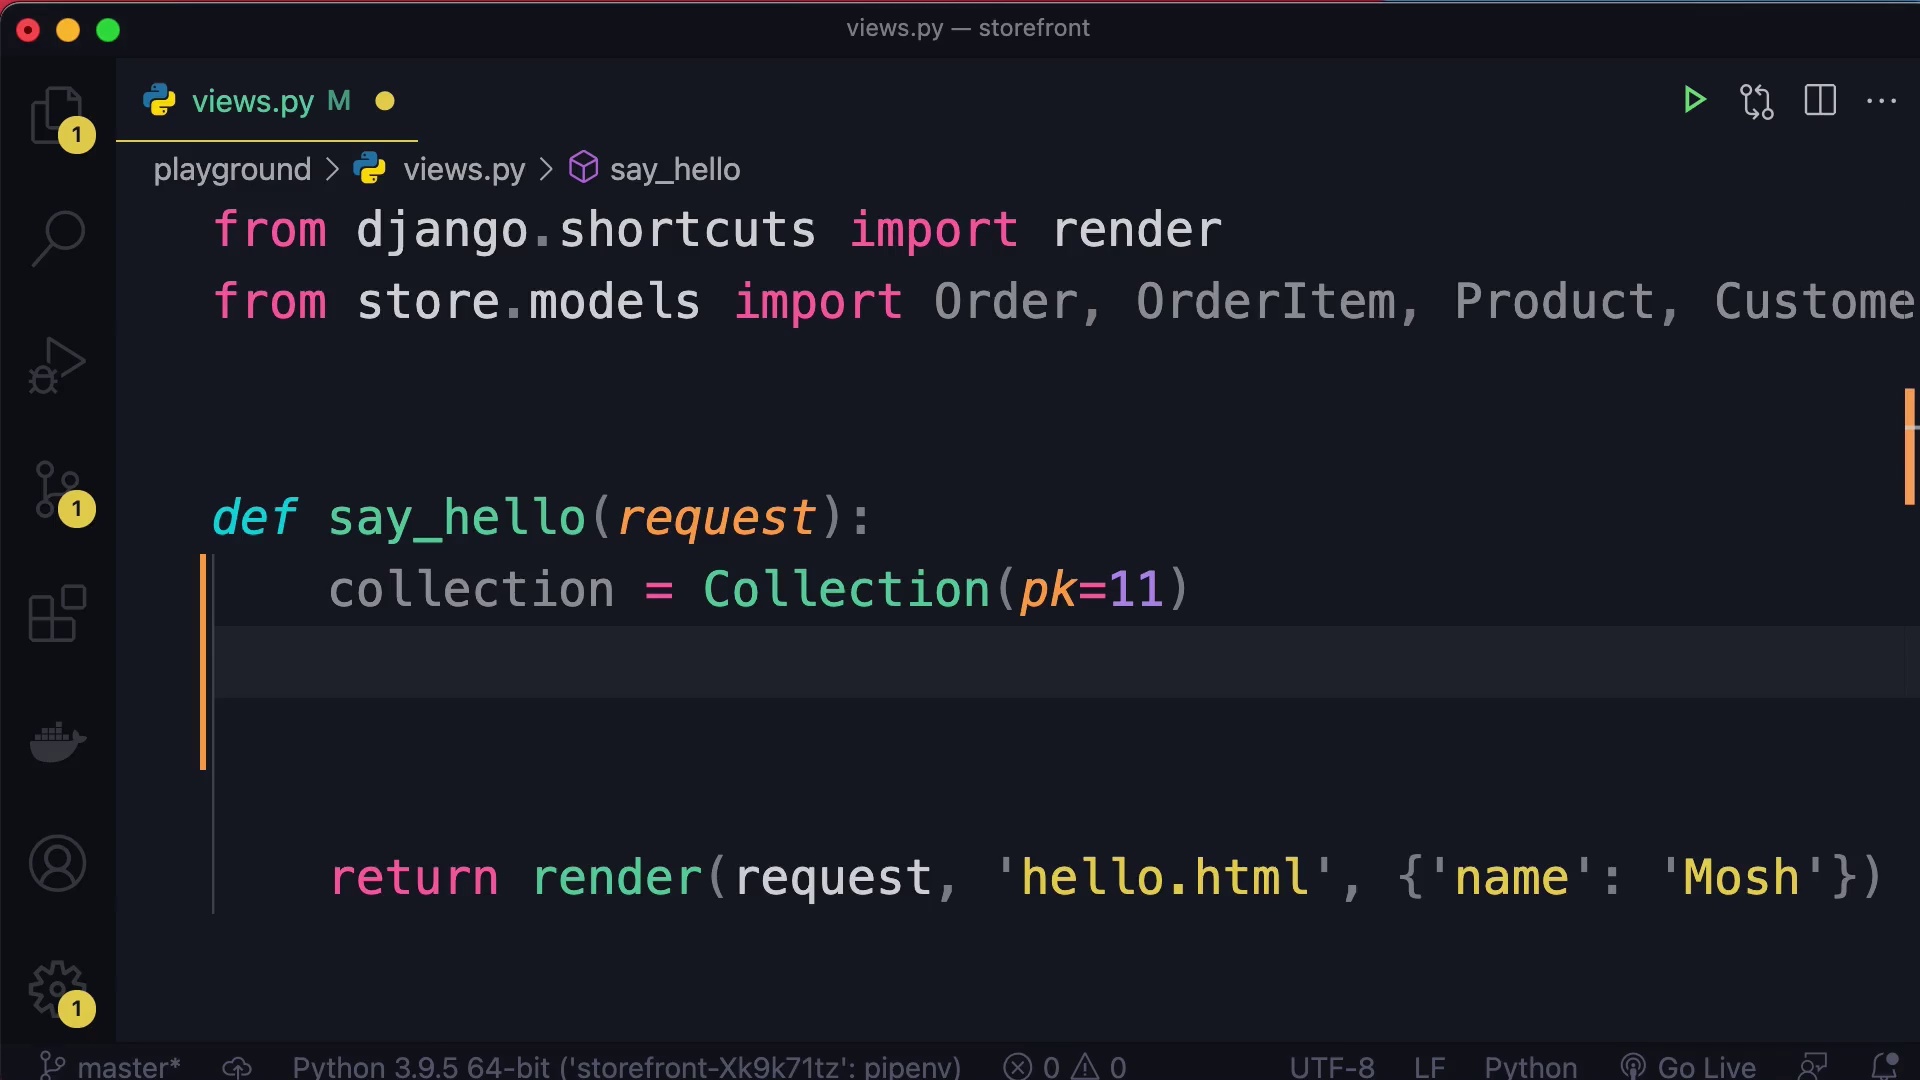 views.py — storefront
views.py M
1
playground > views.py > say_hello
from django.shortcuts import render
from store.models import Order, OrderItem, Product, Custome
def say_hello(request):
1
collection = Collection(pk=11)
return render(request, 'hello.html', {'name': 'Mosh'})
1
master* Python 3.9.5 64-bit ('storefront-Xk9k71tz': pipenv) 0 0 UTF-8 LF Python Go Live